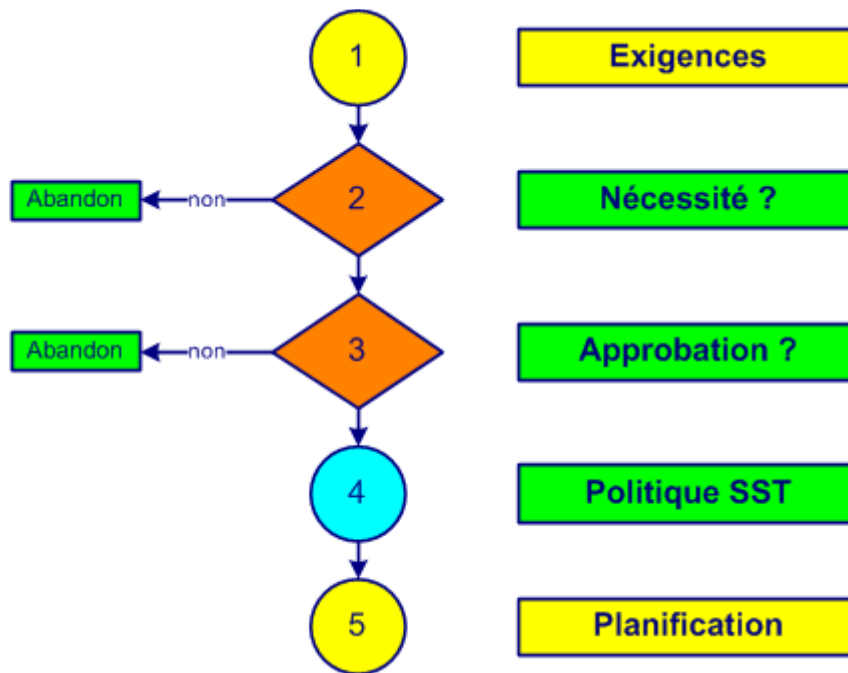 1
Exigences
Abandon
non
2
Nécessité ?
Abandon
non
3
Approbation ?
4
Politique SST
5
Planification